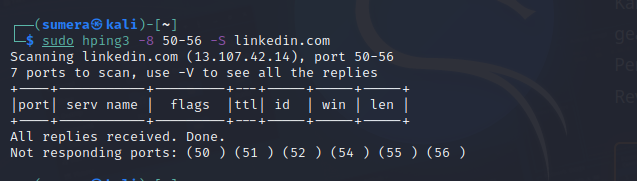 ┌──(sumera㉿kali)-[~]
└─$ sudo hping3 -8 50-56 -S linkedin.com
Scanning linkedin.com (13.107.42.14), port 50-56
7 ports to scan, use -V to see all the replies
+----+-----------+---------+---+-----+-----+-----+
|port| serv name |  flags  |ttl| id  | win | len |
+----+-----------+---------+---+-----+-----+-----+
All replies received. Done.
Not responding ports: (50 ) (51 ) (52 ) (54 ) (55 ) (56 )